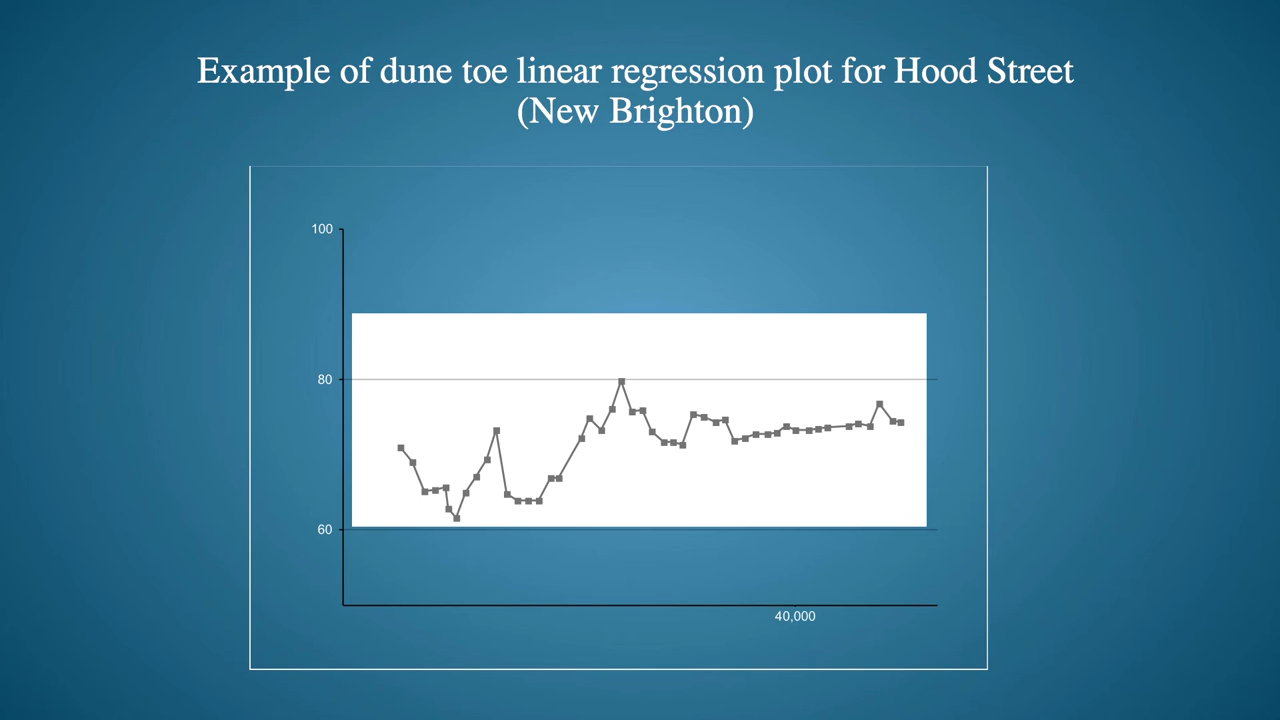 Example of dune toe linear regression plot for Hood Street
(New Brighton)
100
80
60
40,000